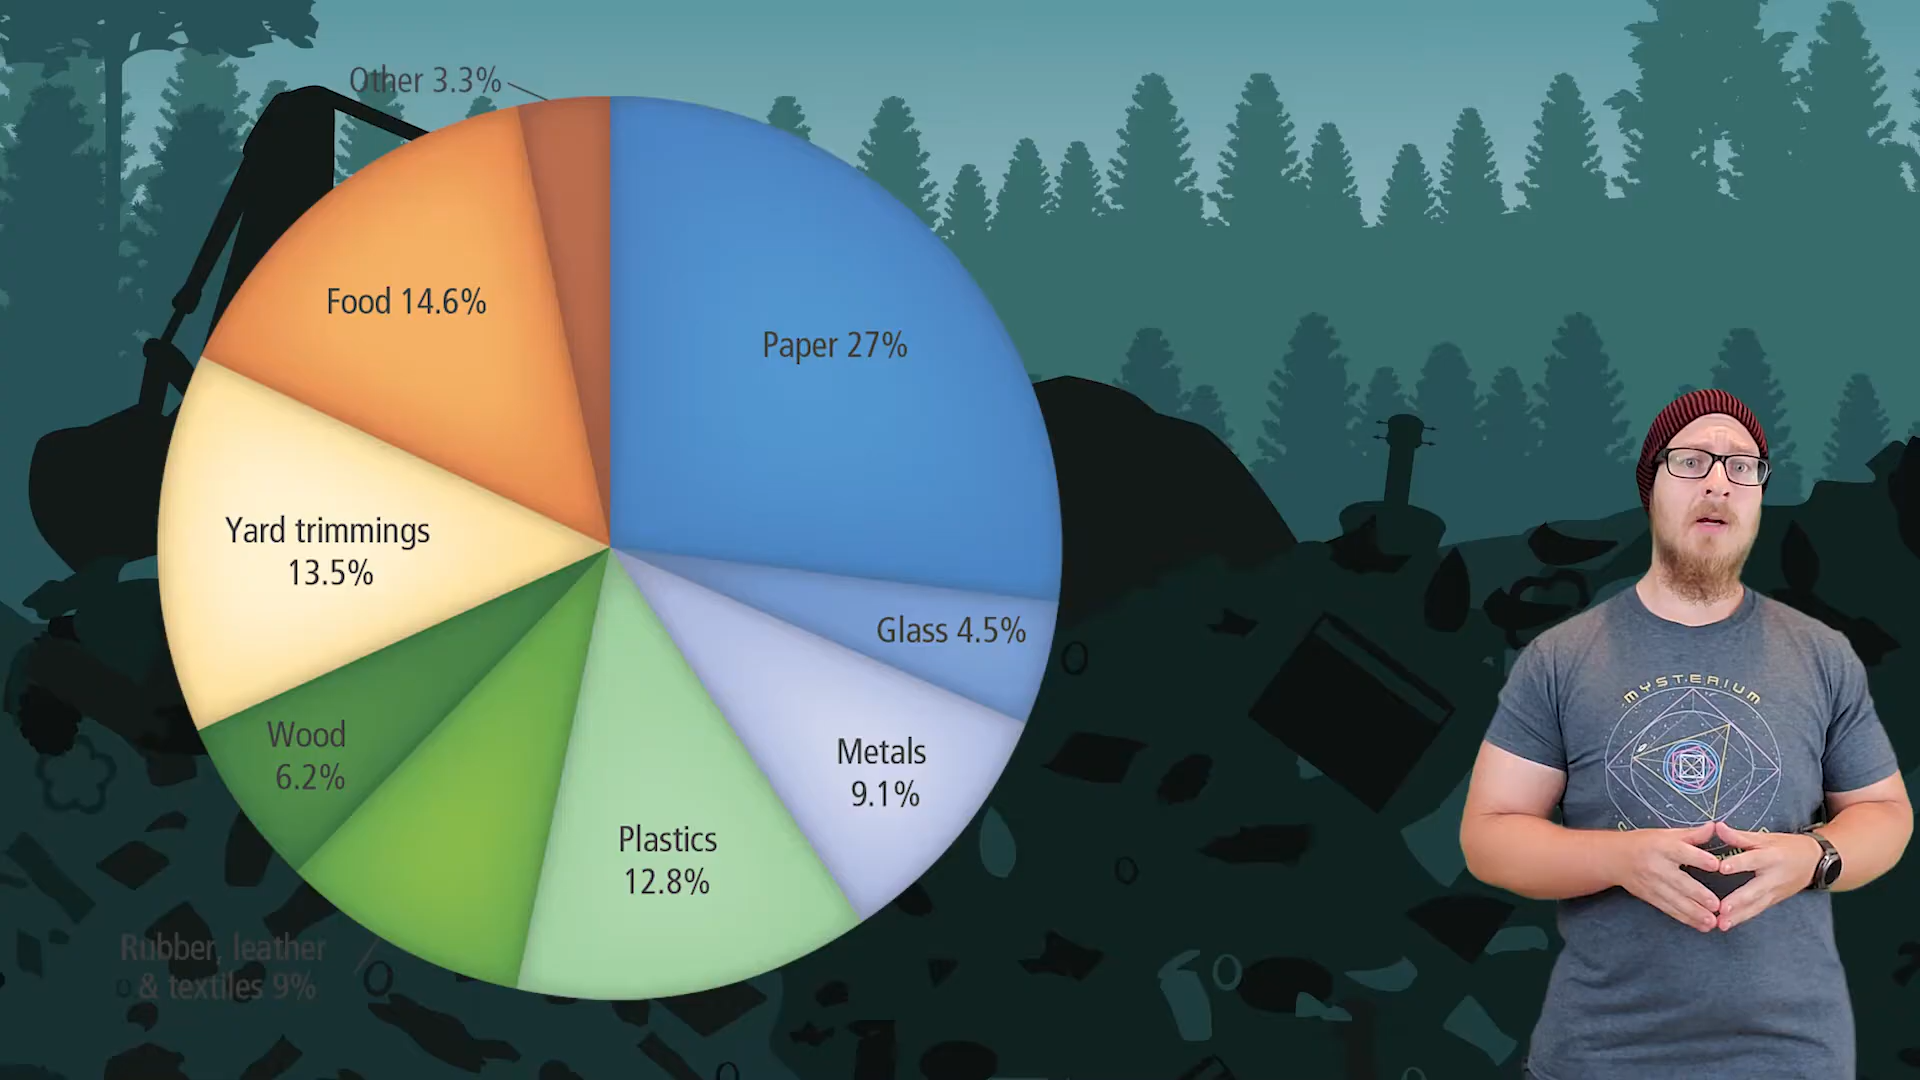 Other 3.3%
Food 14.6%
Paper 27%
Yard trimmings
13.5%
Glass 4.5%
Wood
6.2%
Metals
9.1%
Plastics
12.8%
Rubber, leather
& textiles 9%
MYSTERIUM